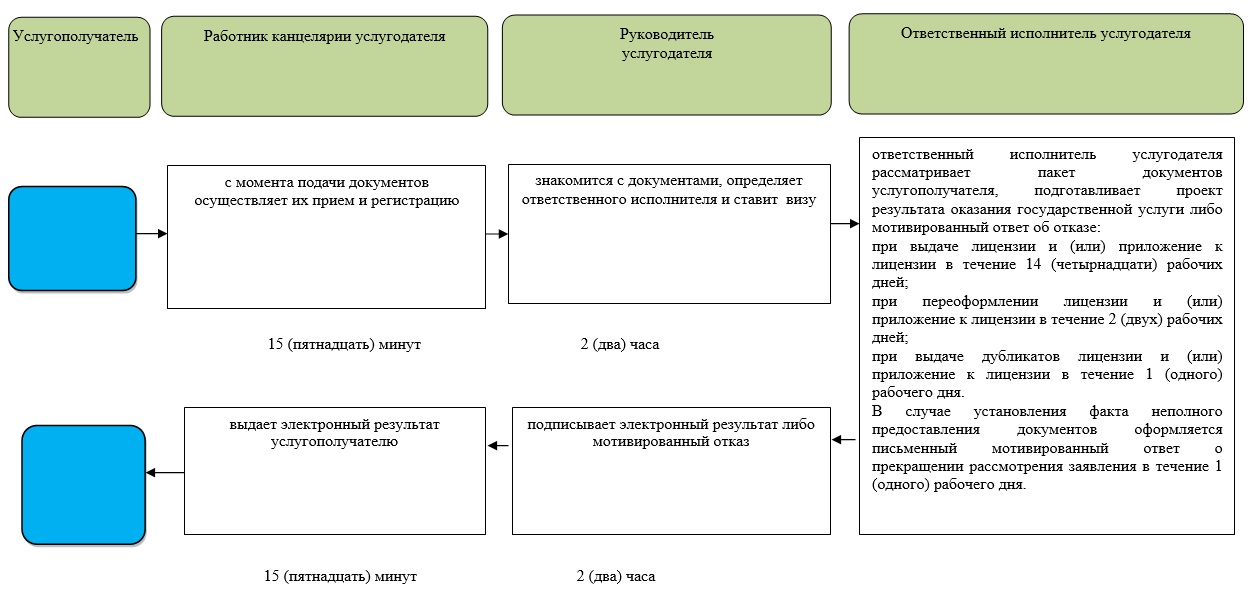 Услугополучатель
Работник канцелярии услугодателя
Руководитель
услугодателя
Ответственный исполнитель услугодателя
с момента подачи документов
осуществляет их прием и регистрацию
знакомится с документами, определяет
ответственного исполнителя и ставит визу
ответственный исполнитель услугодателя
рассматривает пакет документов
услугополучателя, подготавливает проект
результата оказания государственной услуги либо
мотивированный ответ об отказе:
при выдаче лицензии и (или) приложение к
лицензии в течение 14 (четырнадцати) рабочих
дней;
при переоформлении лицензии и (или)
приложение к лицензии в течение 2 (двух) рабочих
дней;
при выдаче дубликатов лицензии и (или)
приложение к лицензии в течение 1 (одного)
рабочего дня.
В случае установления факта неполного
предоставления документов оформляется
письменный мотивированный ответ о
прекращении рассмотрения заявления в течение 1
(одного) рабочего дня.
15 (пятнадцать) минут
2 (два) часа
выдает электронный результат
услугополучателю
подписывает электронный результат либо
мотивированный отказ
15 (пятнадцать) минут
2 (два) часа